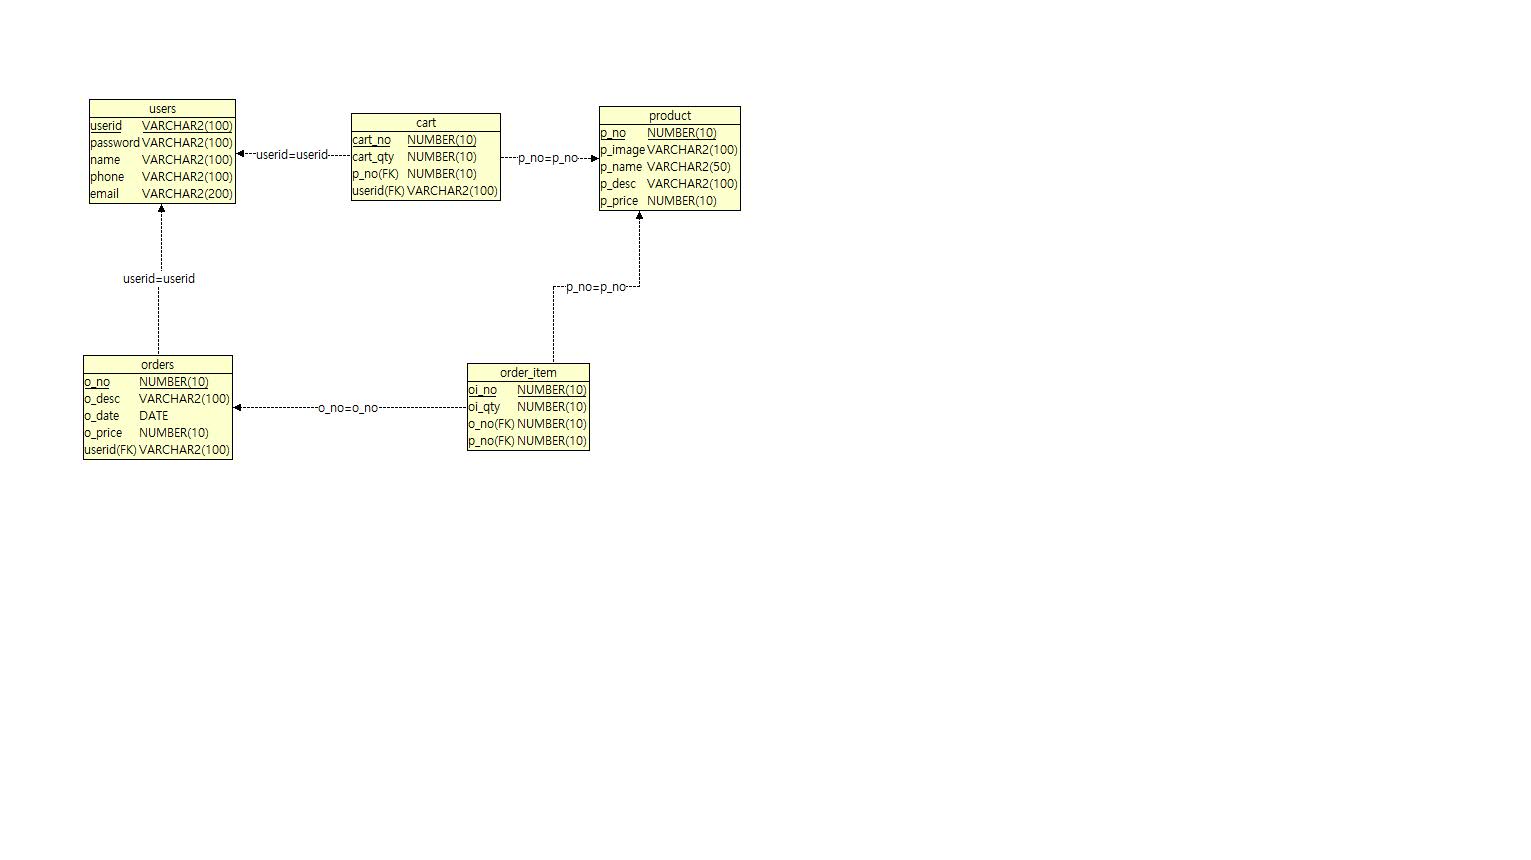 users
userid VARCHAR2(100)
password VARCHAR2(100)
name VARCHAR2(100)
phone VARCHAR2(100)
email VARCHAR2(200)
userid=userid
cart
cart_no NUMBER(10)
cart_qty NUMBER(10)
p_no(FK) NUMBER(10)
userid(FK) VARCHAR2(100)
p_no=p_no
product
p_no NUMBER(10)
p_image VARCHAR2(100)
p_name VARCHAR2(50)
p_desc VARCHAR2(100)
p_price NUMBER(10)
userid=userid
p_no=p_no
orders
o_no NUMBER(10)
o_desc VARCHAR2(100)
o_date DATE
o_price NUMBER(10)
userid(FK) VARCHAR2(100)
o_no=o_no
order_item
oi_no NUMBER(10)
oi_qty NUMBER(10)
o_no(FK) NUMBER(10)
p_no(FK) NUMBER(10)